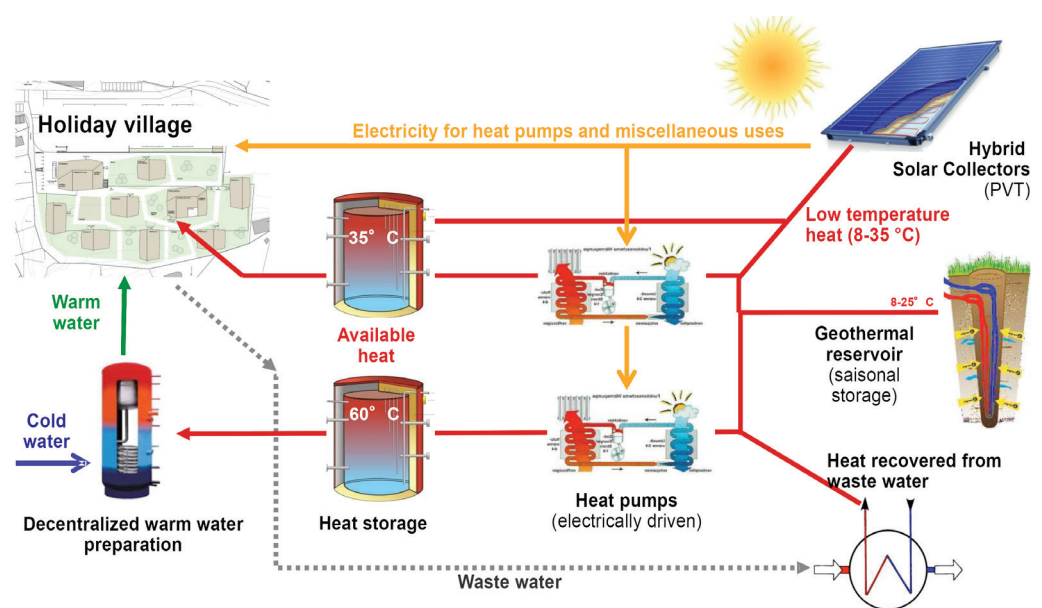 Holiday village
Electricity for heat pumps and miscellaneous uses
Hybrid
Solar Collectors
(PVT)
Low temperature
heat (8-35 °C)
35° C
Warm
water
Available
heat
8-25° C
Geothermal
reservoir
(saisonal
storage)
60° C
Cold
water
Heat recovered from
waste water
Decentralized warm water
preparation
Heat storage
Heat pumps
(electrically driven)
Waste water